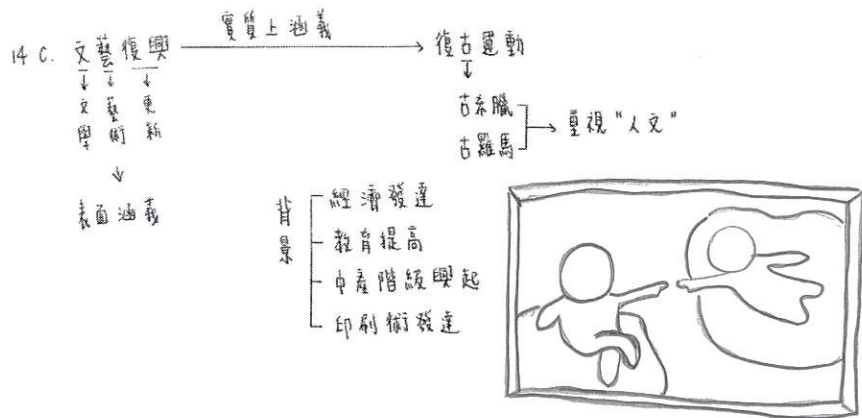 14 C. 文藝復興 實質上涵義 復古運動
文學 藝術 更新
古希臘
古羅馬
重視"人文"
表面涵義
背景
經濟發達
教育提高
中產階級興起
印刷術發達